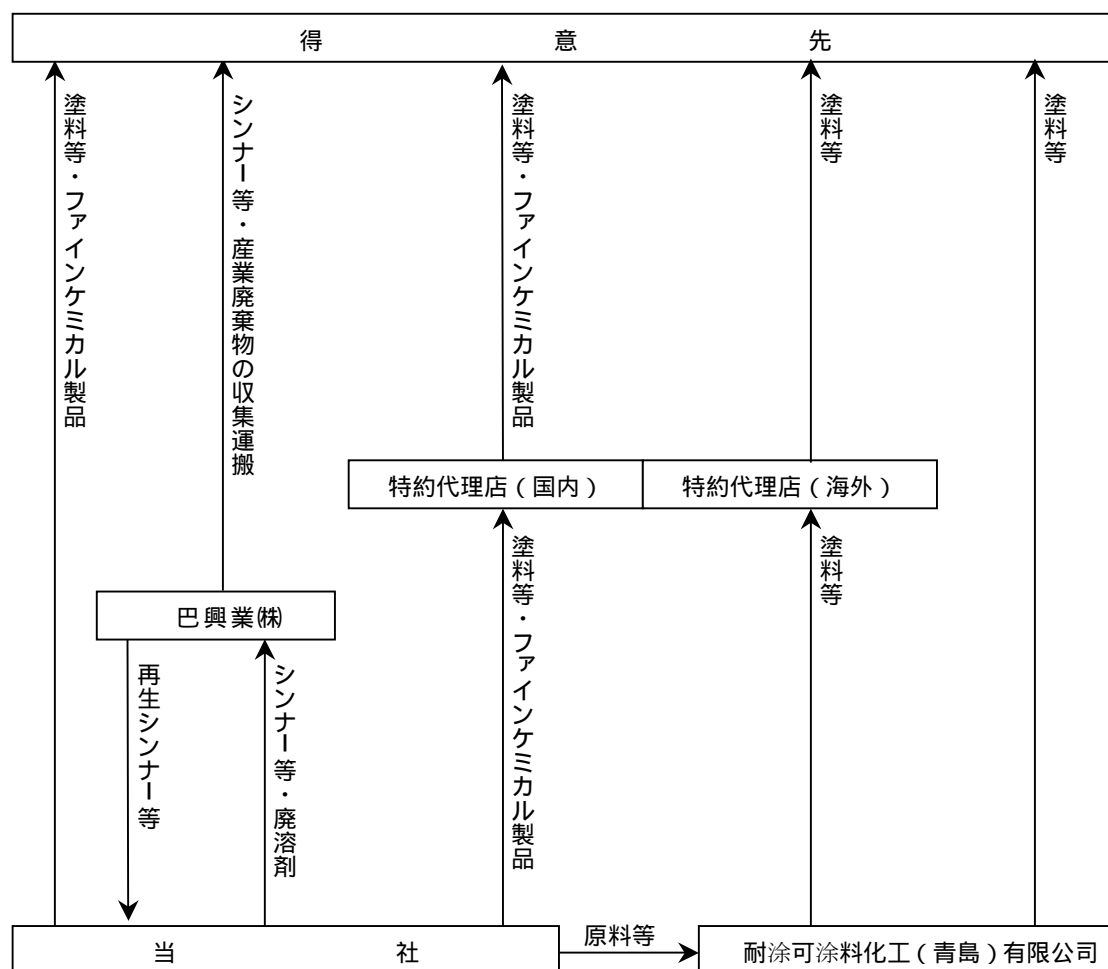 得意先
塗料等・ファインケミカル製品
シンナー等・産業廃棄物の収集運搬
塗料等・ファインケミカル製品
塗料等
塗料等
特約代理店(国内)
特約代理店(海外)
塗料等・ファインケミカル製品
塗料等
巴興業㈱
再生シンナー等
シンナー等・廃溶剤
当社
原料等
耐涂可涂料化工(青島)有限公司